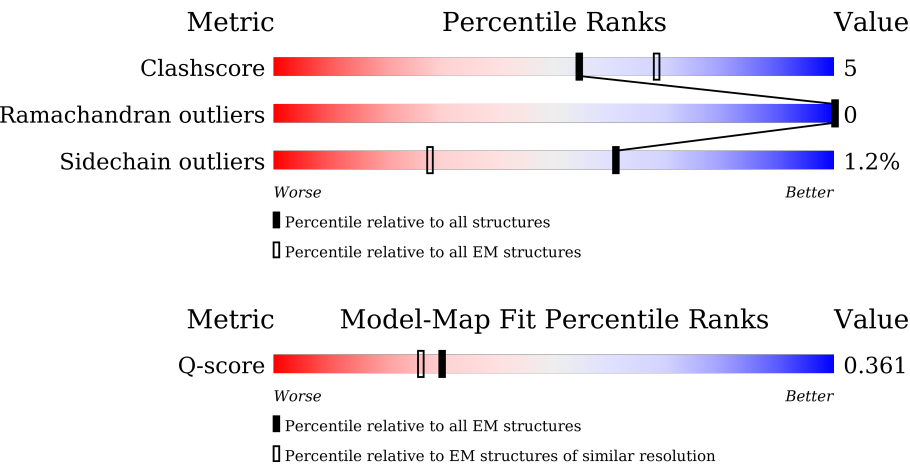 Metric Percentile Ranks Value
Clashscore 5
Ramachandran outliers 0
Sidechain outliers 1.2%
Worse Better
Percentile relative to all structures
Percentile relative to all EM structures
Metric Model-Map Fit Percentile Ranks Value
Q-score 0.361
Worse Better
Percentile relative to all EM structures
Percentile relative to EM structures of similar resolution